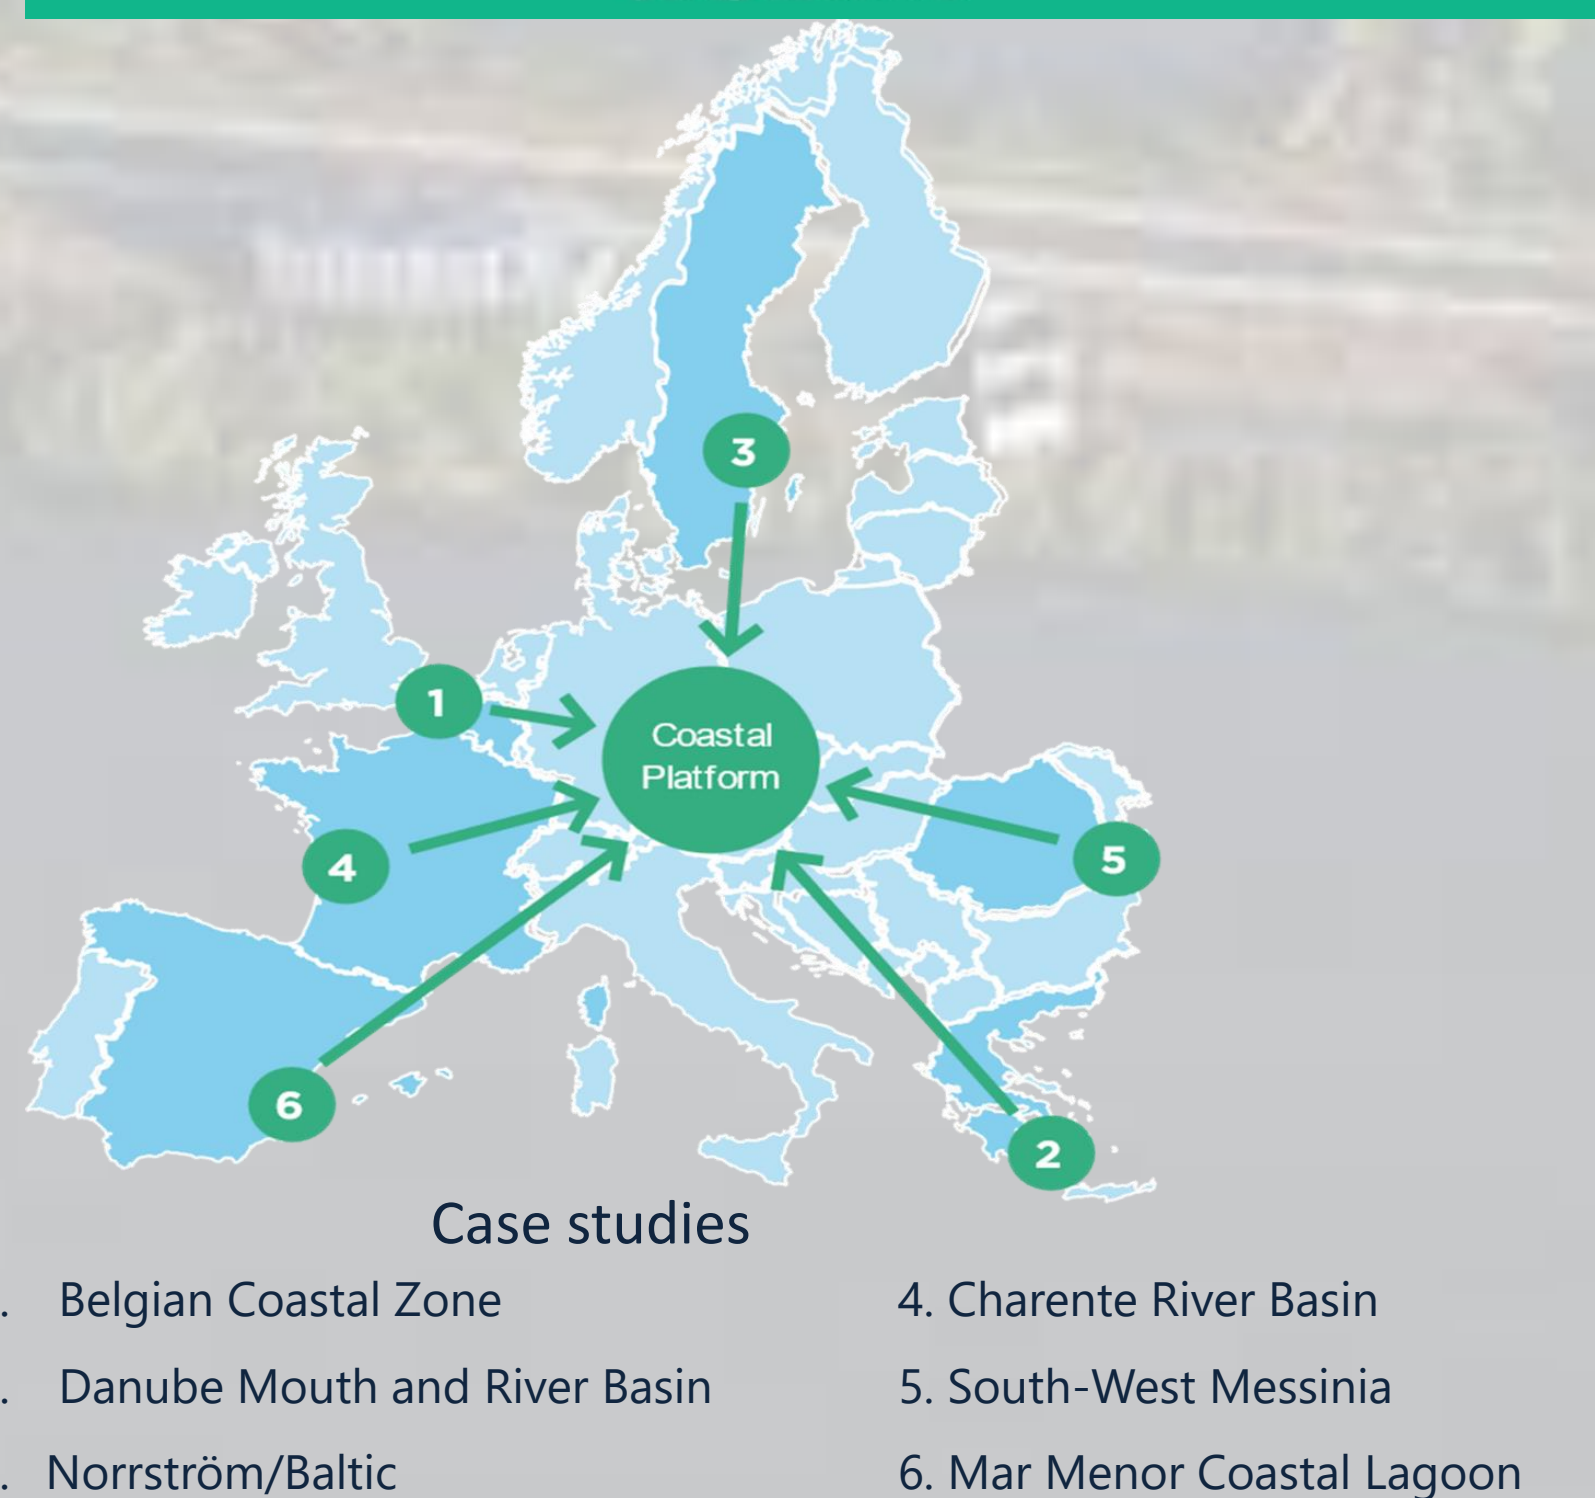 3
1
Coastal
Platform
4
5
6
2
Case studies
. Belgian Coastal Zone
. Danube Mouth and River Basin
. Norrström/Baltic
4. Charente River Basin
5. South-West Messinia
6. Mar Menor Coastal Lagoon